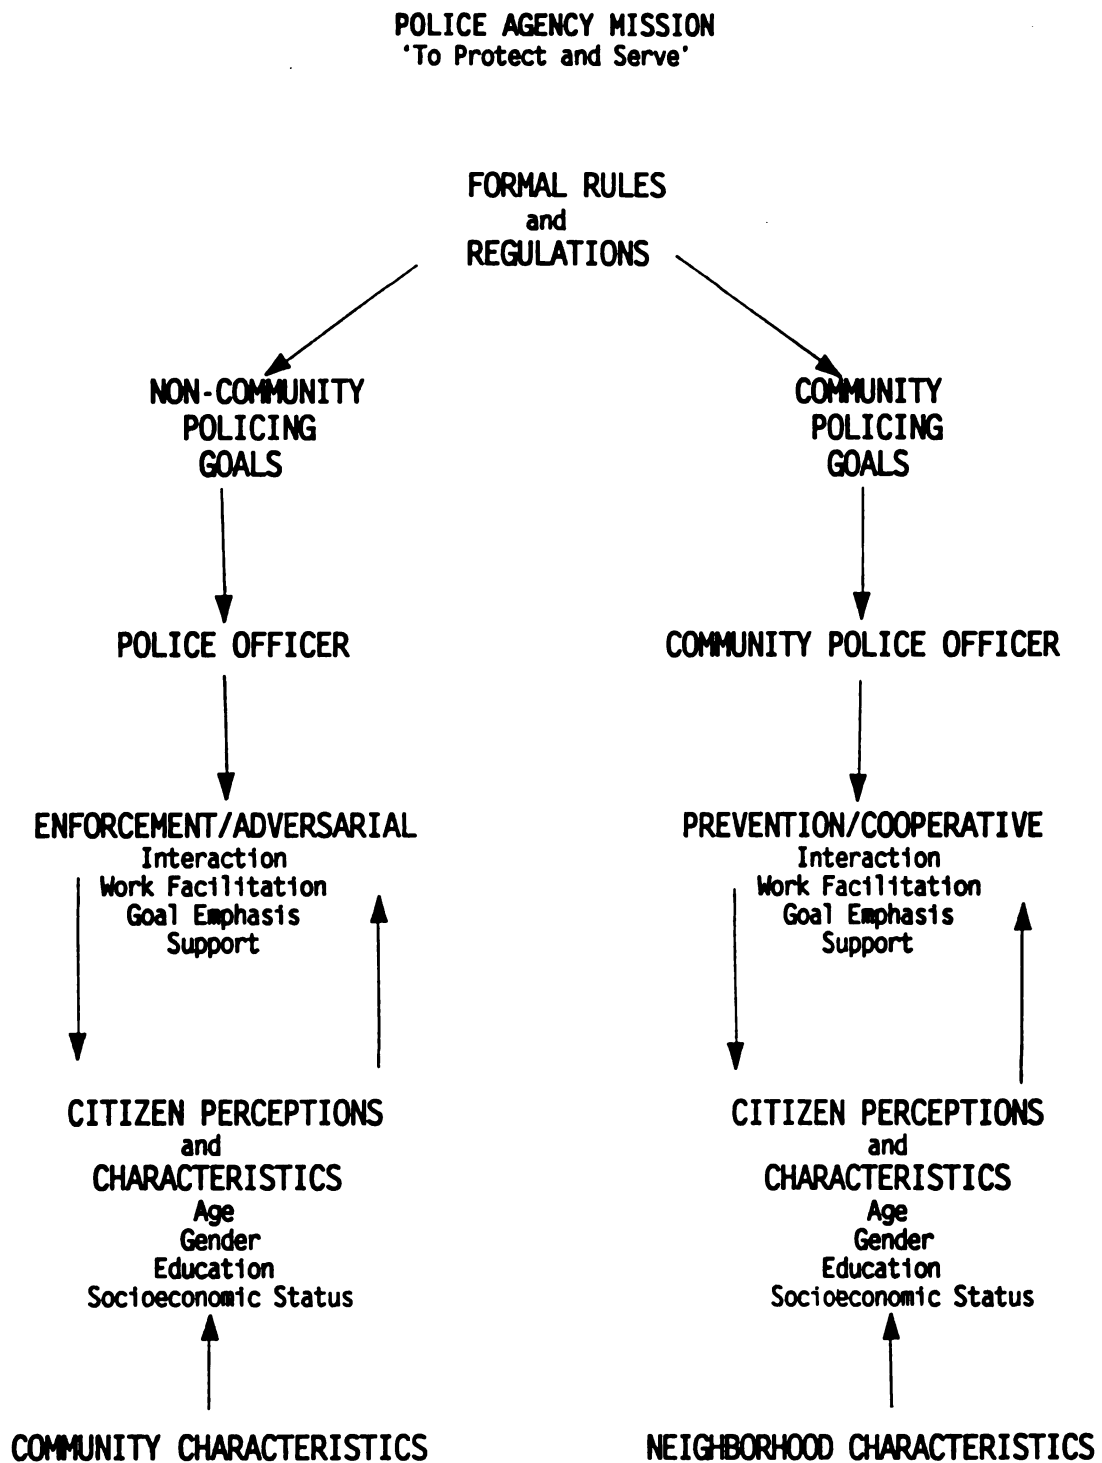 POLICE AGENCY MISSION
'To Protect and Serve'
FORMAL RULES
and
REGULATIONS
NON-COMMUNITY
POLICING
GOALS
COMMUNITY
POLICING
GOALS
POLICE OFFICER
COMMUNITY POLICE OFFICER
ENFORCEMENT/ADVERSARIAL
Interaction
Work Facilitation
Goal Emphasis
Support
PREVENTION/COOPERATIVE
Interaction
Work Facilitation
Goal Emphasis
Support
CITIZEN PERCEPTIONS
and
CHARACTERISTICS
Age
Gender
Education
Socioeconomic Status
CITIZEN PERCEPTIONS
and
CHARACTERISTICS
Age
Gender
Education
Socioeconomic Status
COMMUNITY CHARACTERISTICS
NEIGHBORHOOD CHARACTERISTICS